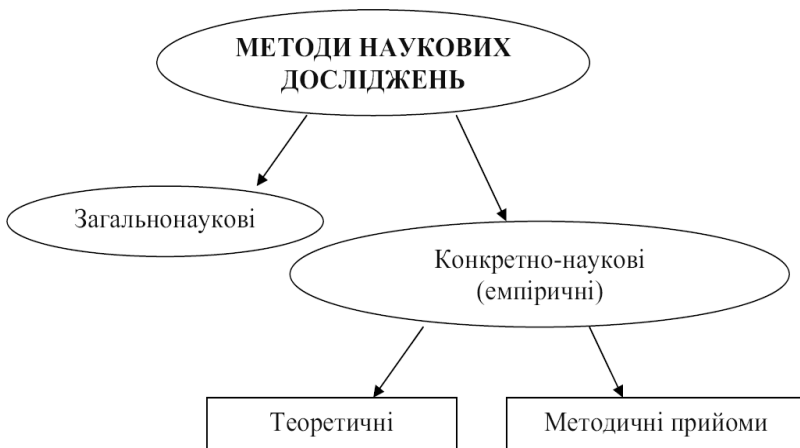 МЕТОДИ НАУКОВИХ
ДОСЛІДЖЕНЬ
Загальнонаукові
Конкретно-наукові
(емпіричні)
Теоретичні
Методичні прийоми